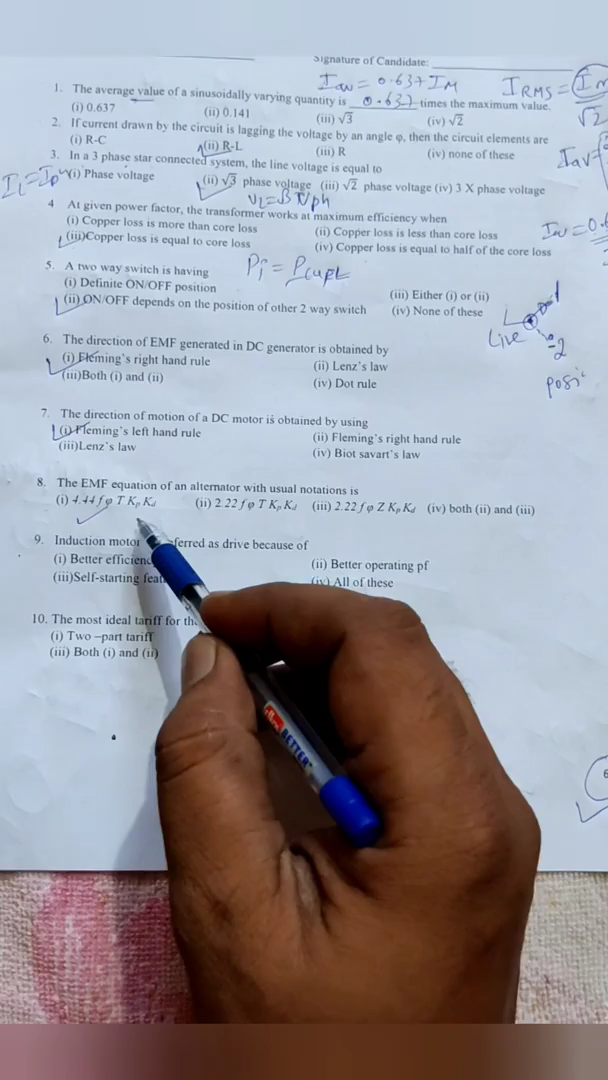 Signature of Candidate:
Iav = 0.637 IM
IRMS = Im
√2
1. The average value of a sinusoidally varying quantity is 0.637 times the maximum value.
(i) 0.637 (ii) 0.141 (iii) √3 (iv) √2
2. If current drawn by the circuit is lagging the voltage by an angle φ, then the circuit elements are
(i) R-C (ii) R-L (iii) R (iv) none of these
3. In a 3 phase star connected system, the line voltage is equal to
(i) Phase voltage (ii) √3 phase voltage (iii) √2 phase voltage (iv) 3 X phase voltage
4 At given power factor, the transformer works at maximum efficiency when
(i) Copper loss is more than core loss (ii) Copper loss is less than core loss
(iii)Copper loss is equal to core loss (iv) Copper loss is equal to half of the core loss
5. A two way switch is having
(i) Definite ON/OFF position (iii) Either (i) or (ii)
(ii) ON/OFF depends on the position of other 2 way switch (iv) None of these
Live
2
6. The direction of EMF generated in DC generator is obtained by
(i) Fleming's right hand rule (ii) Lenz's law
(iii)Both (i) and (ii) (iv) Dot rule
posi
7. The direction of motion of a DC motor is obtained by using
(i) Fleming's left hand rule (ii) Fleming's right hand rule
(iii)Lenz's law (iv) Biot savart's law
8. The EMF equation of an alternator with usual notations is
(i) 4.44 f φ T Kp Kd (ii) 2.22 f φ T Kp Kd (iii) 2.22 f φ Z Kp Kd (iv) both (ii) and (iii)
9. Induction motor ferred as drive because of
(i) Better efficienc (ii) Better operating pf
(iii)Self-starting feat (iv) All of these
10. The most ideal tariff for th
(i) Two –part tariff
(iii) Both (i) and (ii)
BETTER
6